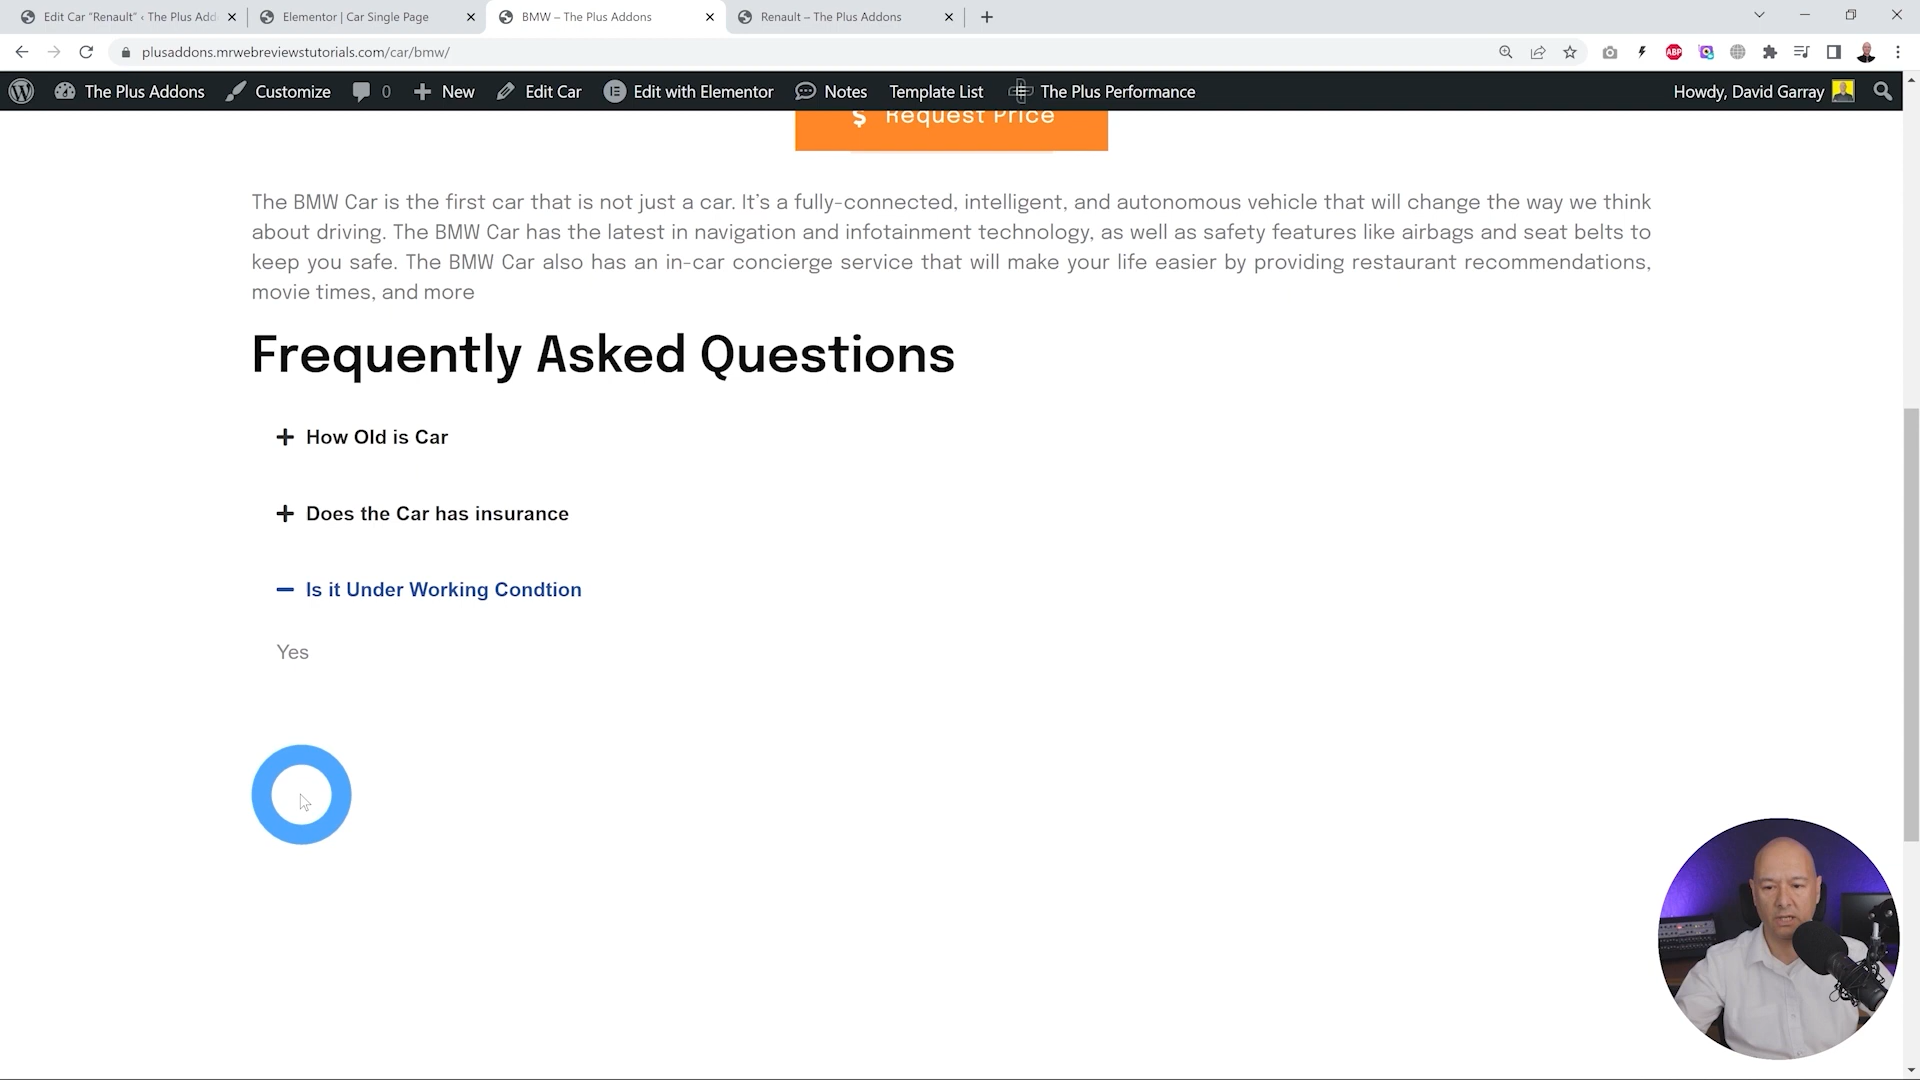 Edit Car "Renault" ‹ The Plus Add
Elementor | Car Single Page
BMW – The Plus Addons
Renault – The Plus Addons
plusaddons.mrwebreviewstutorials.com/car/bmw/
ABP
The Plus Addons
Customize
0
New
Edit Car
Edit with Elementor
Notes
Template List
The Plus Performance
Howdy, David Garray
$ Request Price
The BMW Car is the first car that is not just a car. It's a fully-connected, intelligent, and autonomous vehicle that will change the way we think
about driving. The BMW Car has the latest in navigation and infotainment technology, as well as safety features like airbags and seat belts to
keep you safe. The BMW Car also has an in-car concierge service that will make your life easier by providing restaurant recommendations,
movie times, and more
Frequently Asked Questions
How Old is Car
Does the Car has insurance
Is it Under Working Condtion
Yes